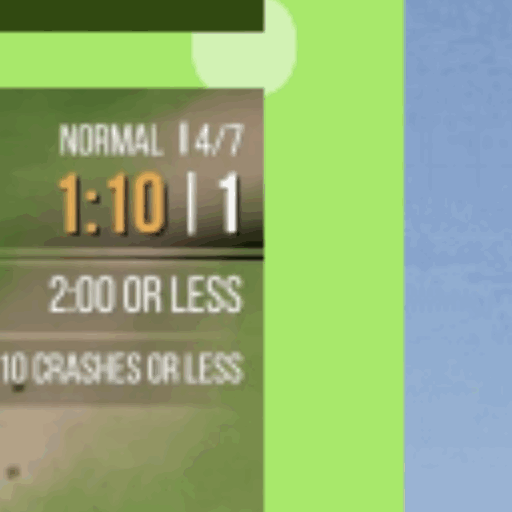 NORMAL | 4/7
1:10 | 1
2:00 OR LESS
10 CRASHES OR LESS